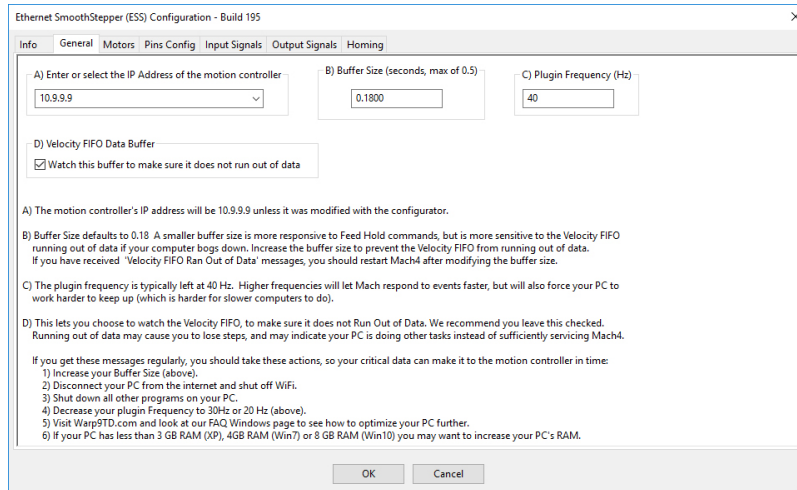 Ethernet SmoothStepper (ESS) Configuration - Build 195
Info General Motors Pins Config Input Signals Output Signals Homing
A) Enter or select the IP Address of the motion controller
10.9.9.9
B) Buffer Size (seconds, max of 0.5)
0.1800
C) Plugin Frequency (Hz)
40
D) Velocity FIFO Data Buffer
Watch this buffer to make sure it does not run out of data
A) The motion controller's IP address will be 10.9.9.9 unless it was modified with the configurator.
B) Buffer Size defaults to 0.18 A smaller buffer size is more responsive to Feed Hold commands, but is more sensitive to the Velocity FIFO
running out of data if your computer bogs down. Increase the buffer size to prevent the Velocity FIFO from running out of data.
If you have received 'Velocity FIFO Ran Out of Data' messages, you should restart Mach4 after modifying the buffer size.
C) The plugin frequency is typically left at 40 Hz. Higher frequencies will let Mach respond to events faster, but will also force your PC to
work harder to keep up (which is harder for slower computers to do).
D) This lets you choose to watch the Velocity FIFO, to make sure it does not Run Out of Data. We recommend you leave this checked.
Running out of data may cause you to lose steps, and may indicate your PC is doing other tasks instead of sufficiently servicing Mach4.
If you get these messages regularly, you should take these actions, so your critical data can make it to the motion controller in time:
1) Increase your Buffer Size (above).
2) Disconnect your PC from the internet and shut off WiFi.
3) Shut down all other programs on your PC.
4) Decrease your plugin Frequency to 30Hz or 20 Hz (above).
5) Visit Warp9TD.com and look at our FAQ Windows page to see how to optimize your PC further.
6) If your PC has less than 3 GB RAM (XP), 4GB RAM (Win7) or 8 GB RAM (Win10) you may want to increase your PC's RAM.
OK Cancel